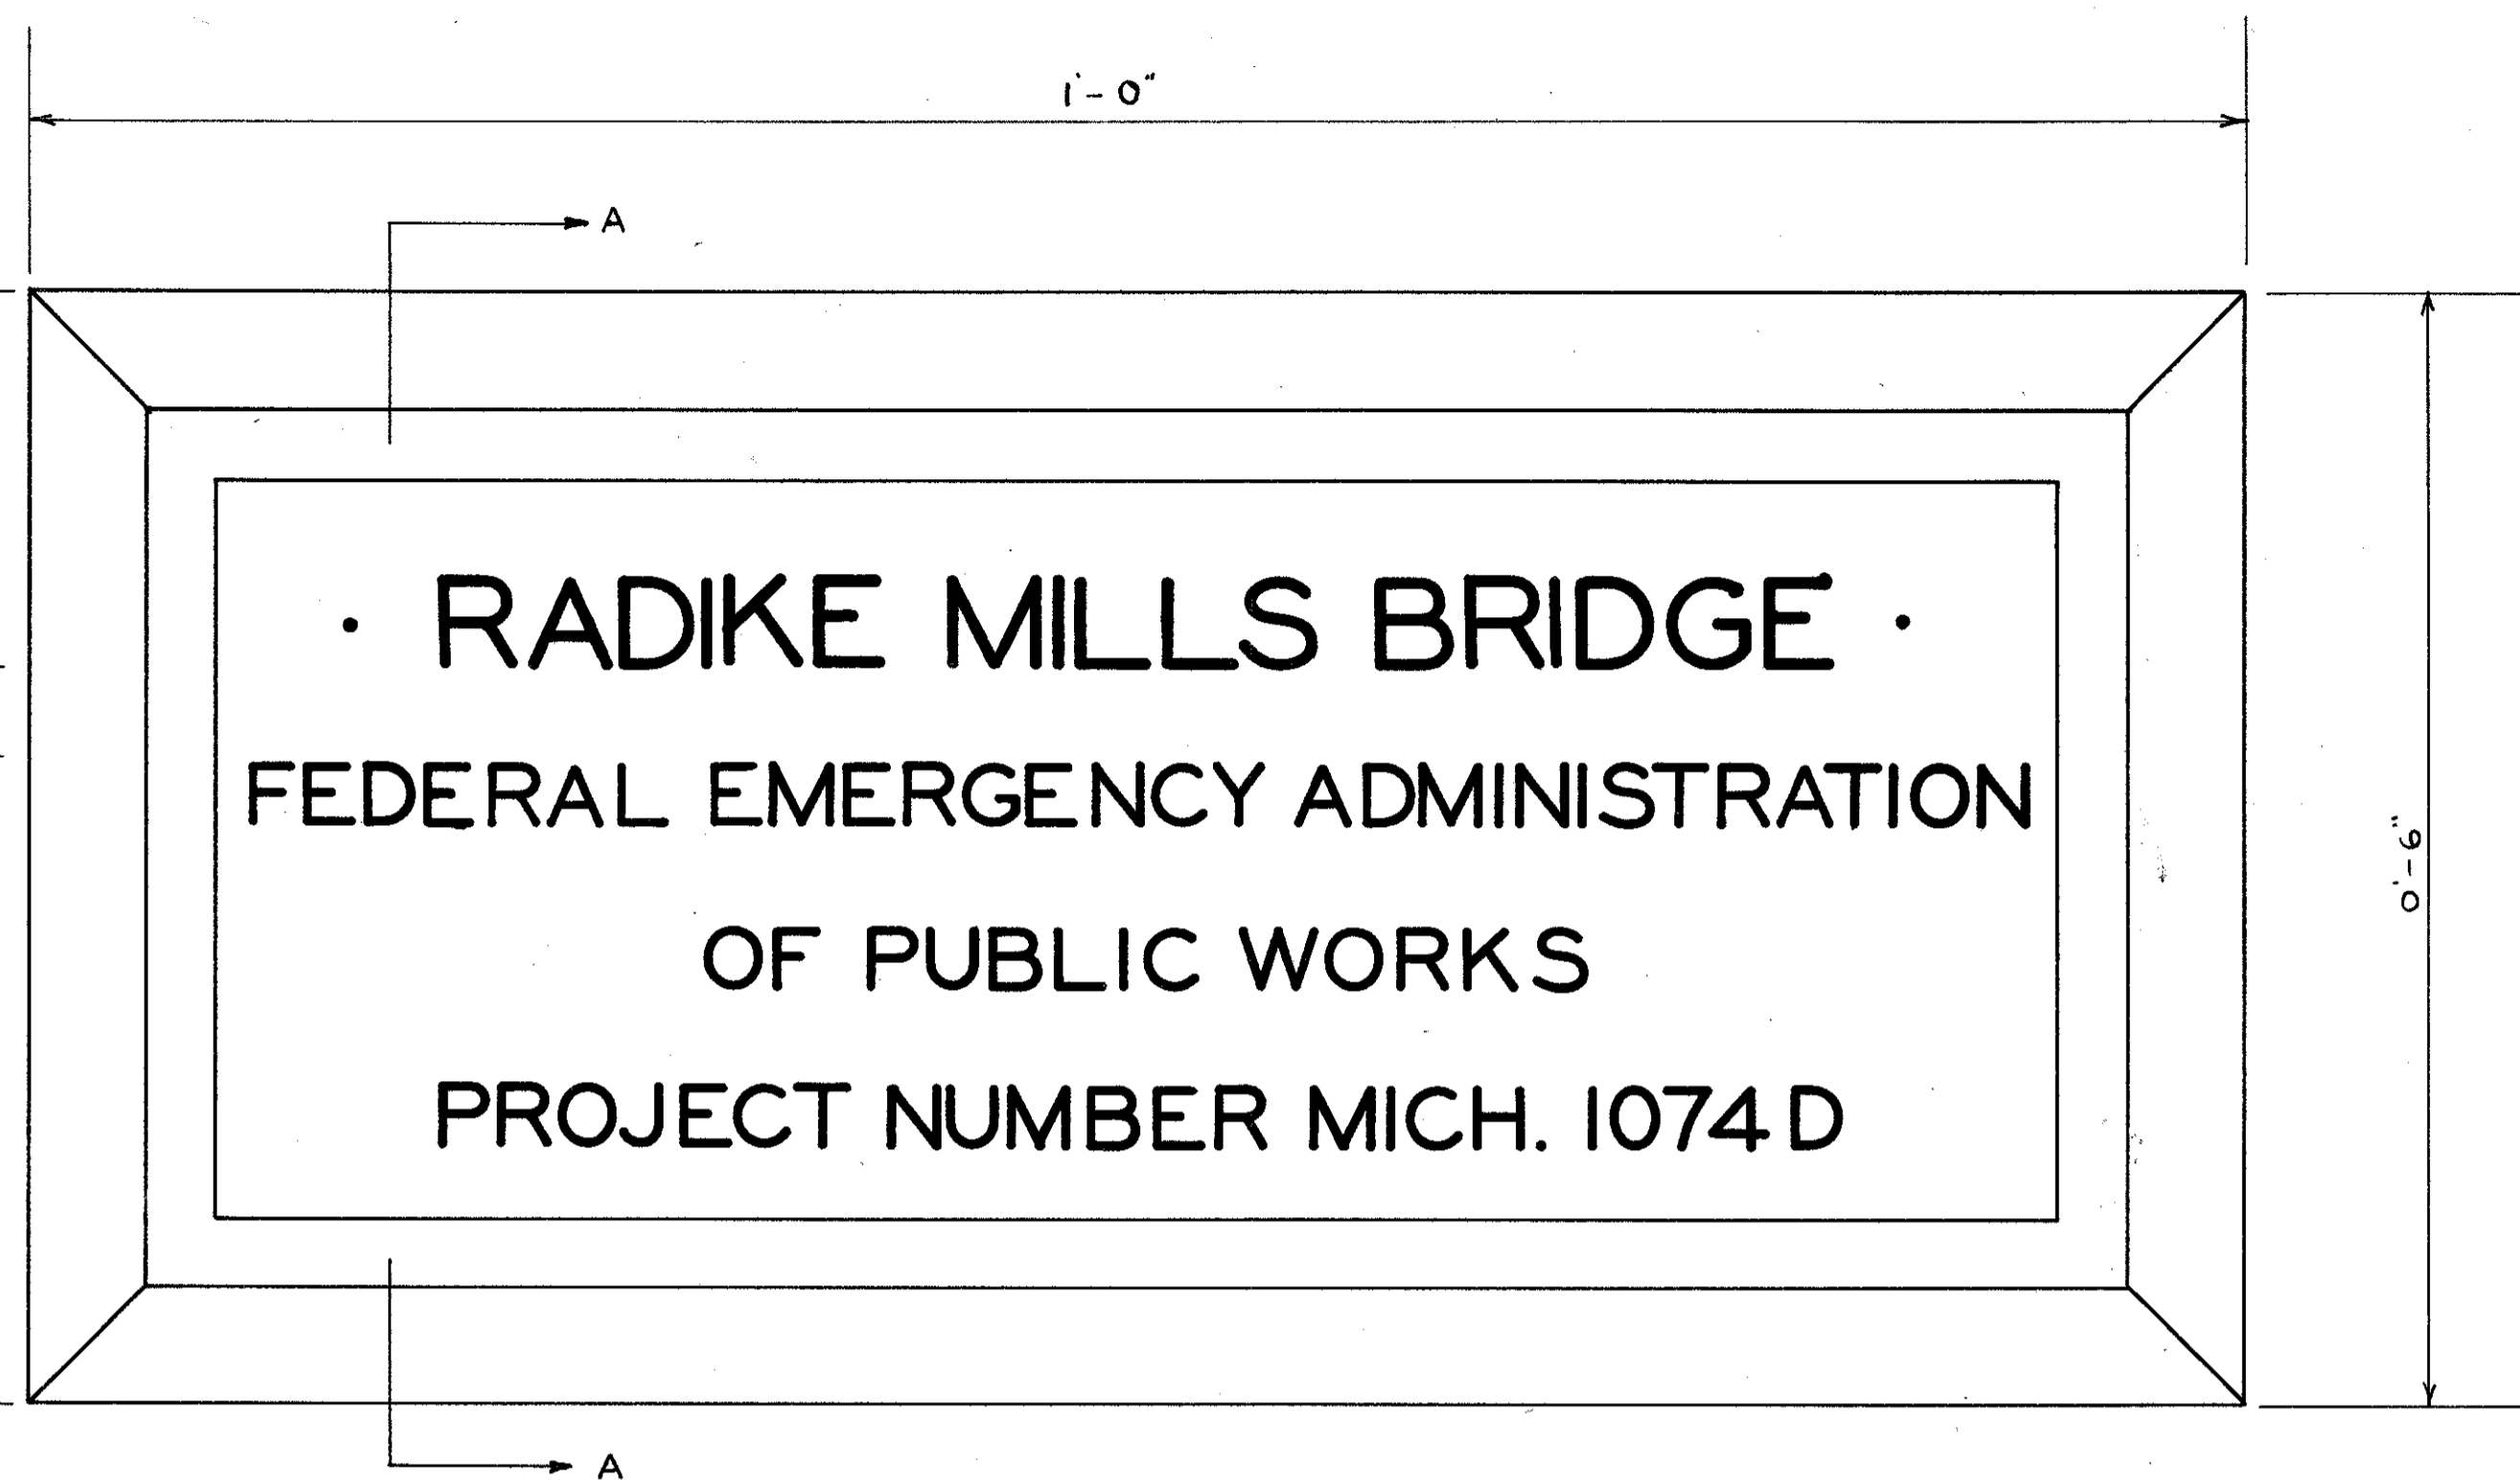 1'-0"
A
• RADIKE MILLS BRIDGE •
FEDERAL EMERGENCY ADMINISTRATION
OF PUBLIC WORKS
PROJECT NUMBER MICH. 1074 D
0'-6"
A